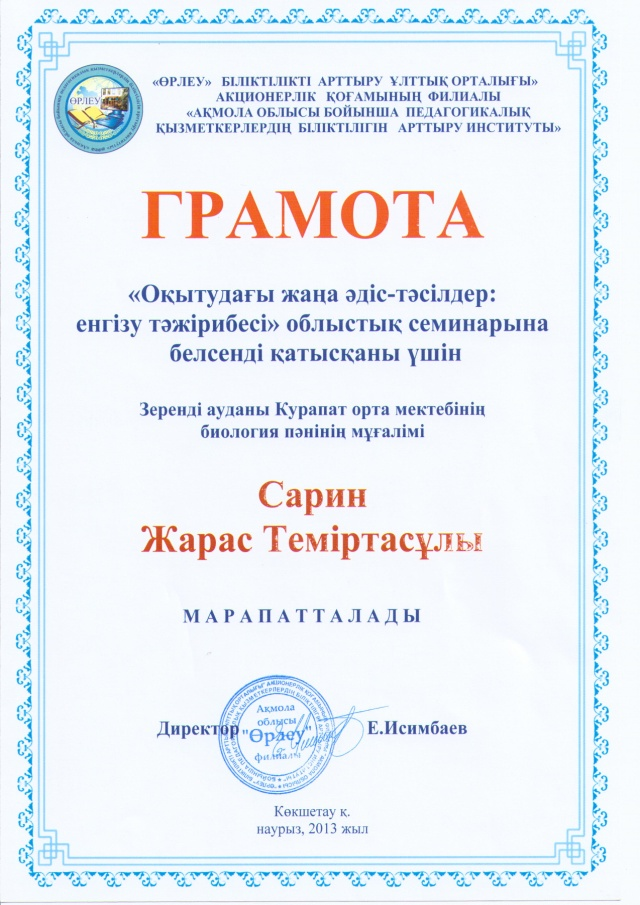 «ӨРЛЕУ» БІЛІКТІЛІКТІ АРТТЫРУ ҰЛТТЫҚ ОРТАЛЫҒЫ»
АКЦИОНЕРЛІК ҚОҒАМЫНЫҢ ФИЛИАЛЫ
«АҚМОЛА ОБЛЫСЫ БОЙЫНША ПЕДАГОГИКАЛЫҚ
ҚЫЗМЕТКЕРЛЕРДІҢ БІЛІКТІЛІГІН АРТТЫРУ ИНСТИТУТЫ»
ӨРЛЕУ
ГРАМОТА
«Оқытудағы жаңа әдіс-тәсілдер:
енгізу тәжірибесі» облыстық семинарына
белсенді қатысқаны үшін
Зеренді ауданы Курапат орта мектебінің
биология пәнінің мұғалімі
Сарин
Жарас Теміртасұлы
МАРАПАТТАЛАДЫ
Директор Е.Исимбаев
Ақмола
облысы
"Өрлеу"
филиалы
Көкшетау қ.
наурыз, 2013 жыл